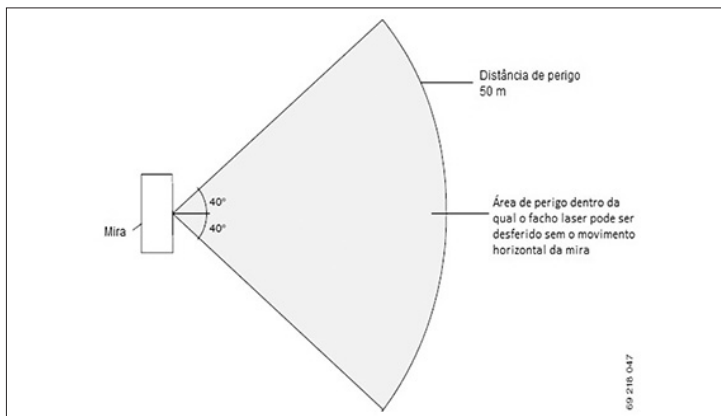 Distância de perigo
50 m
40°
40°
Mira
Área de perigo dentro da
qual o facho laser pode ser
desferido sem o movimento
horizontal da mira
69 218 047